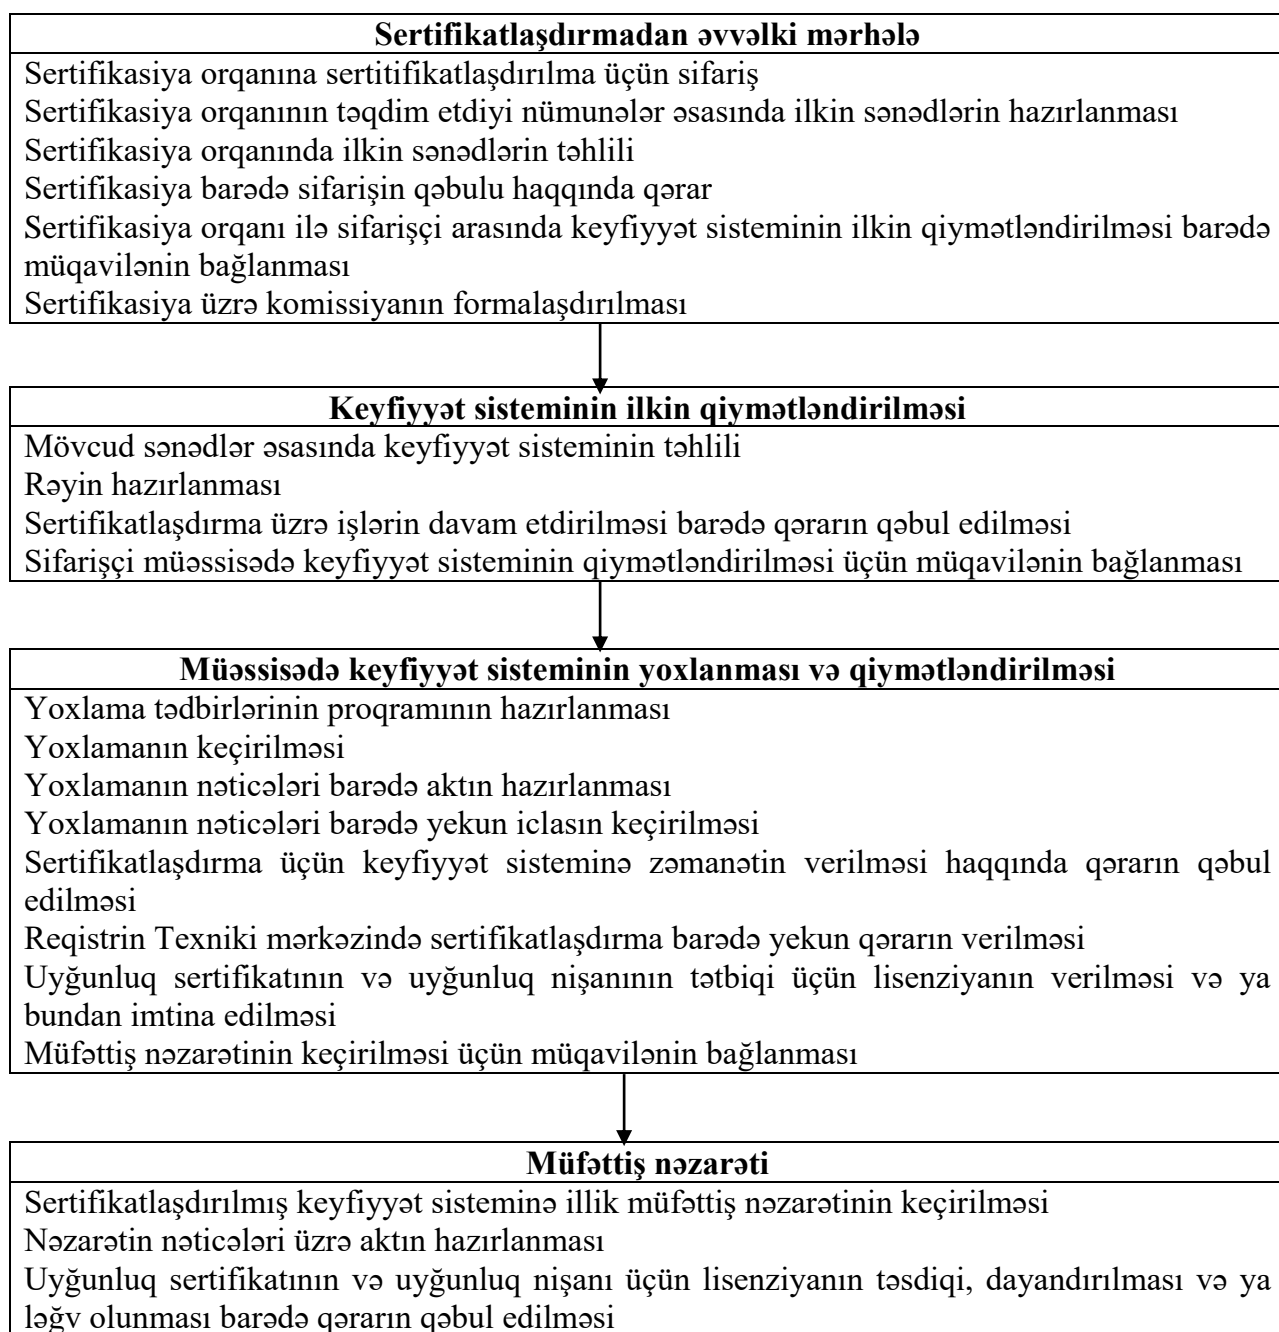 Sertifikatlaşdırmadan əvvəlki mərhələ
Sertifikasiya orqanına sertitifikatlaşdırılma üçün sifariş
Sertifikasiya orqanının təqdim etdiyi nümunələr əsasında ilkin sənədlərin hazırlanması
Sertifikasiya orqanında ilkin sənədlərin təhlili
Sertifikasiya barədə sifarişin qəbulu haqqında qərar
Sertifikasiya orqanı ilə sifarişçi arasında keyfiyyət sisteminin ilkin qiymətləndirilməsi barədə
müqavilənin bağlanması
Sertifikasiya üzrə komissiyanın formalaşdırılması
Keyfiyyət sisteminin ilkin qiymətləndirilməsi
Mövcud sənədlər əsasında keyfiyyət sisteminin təhlili
Rəyin hazırlanması
Sertifikatlaşdırma üzrə işlərin davam etdirilməsi barədə qərarın qəbul edilməsi
Sifarişçi müəssisədə keyfiyyət sisteminin qiymətləndirilməsi üçün müqavilənin bağlanması
Müəssisədə keyfiyyət sisteminin yoxlanması və qiymətləndirilməsi
Yoxlama tədbirlərinin proqramının hazırlanması
Yoxlamanın keçirilməsi
Yoxlamanın nəticələri barədə aktın hazırlanması
Yoxlamanın nəticələri barədə yekun iclasın keçirilməsi
Sertifikatlaşdırma üçün keyfiyyət sisteminə zəmanətin verilməsi haqqında qərarın qəbul
edilməsi
Reqistrin Texniki mərkəzində sertifikatlaşdırma barədə yekun qərarın verilməsi
Uyğunluq sertifikatının və uyğunluq nişanının tətbiqi üçün lisenziyanın verilməsi və ya
bundan imtina edilməsi
Müfəttiş nəzarətinin keçirilməsi üçün müqavilənin bağlanması
Müfəttiş nəzarəti
Sertifikatlaşdırılmış keyfiyyət sisteminə illik müfəttiş nəzarətinin keçirilməsi
Nəzarətin nəticələri üzrə aktın hazırlanması
Uyğunluq sertifikatının və uyğunluq nişanı üçün lisenziyanın təsdiqi, dayandırılması və ya
ləğv olunması barədə qərarın qəbul edilməsi